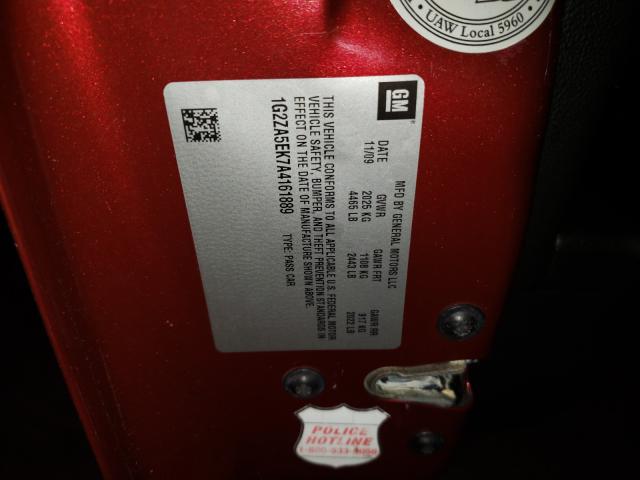 UAW Local 5960
GM
MFD BY GENERAL MOTORS LLC
DATE GVWR GAWR FRT GAWR RR
11/09 2026 KG 1108 KG 917 KG
4466 LB 2443 LB 2022 LB
THIS VEHICLE CONFORMS TO ALL APPLICABLE U.S. FEDERAL MOTOR
VEHICLE SAFETY, BUMPER, AND THEFT PREVENTION STANDARDS IN
EFFECT ON THE DATE OF MANUFACTURE SHOWN ABOVE.
1G2ZA5EK7A4161889 TYPE: PASS CAR
POLICE
HOTLINE